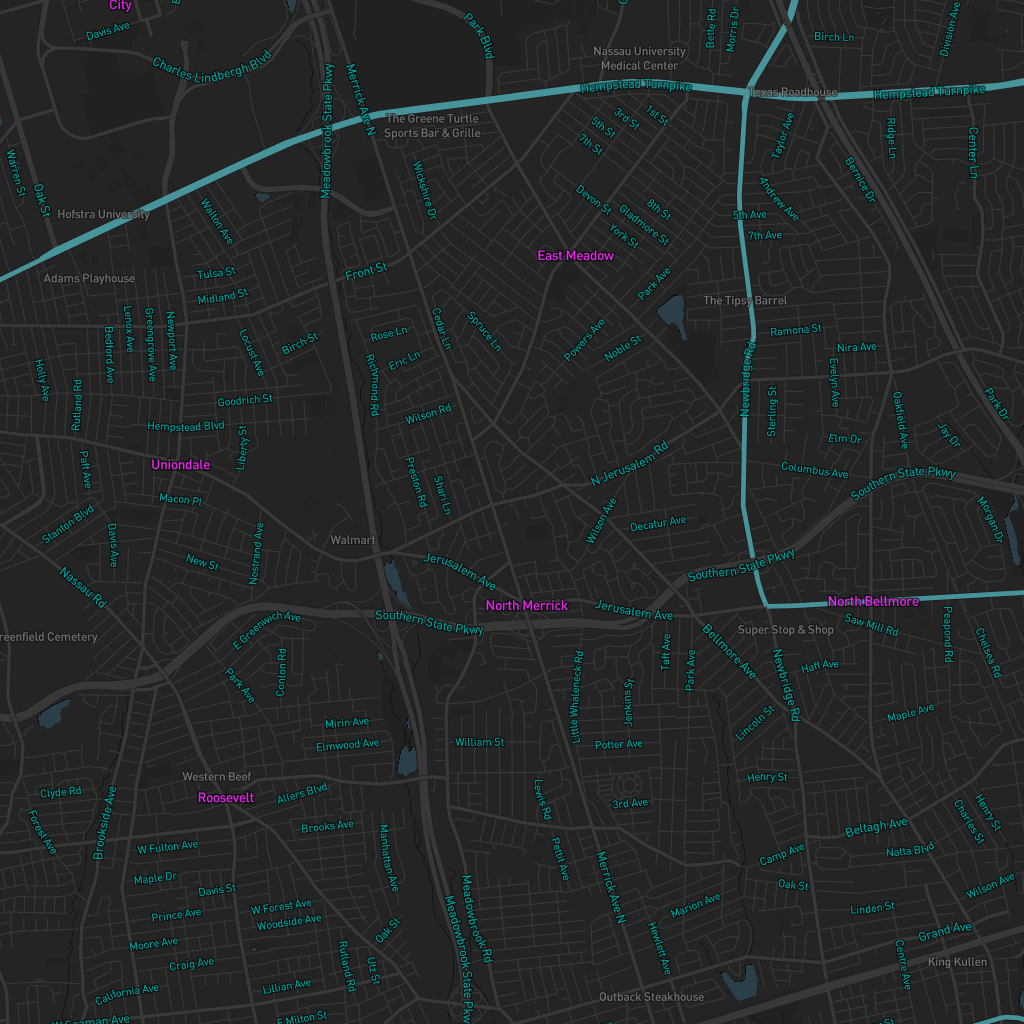 City
Davis Ave
Charles Lindbergh Blvd
Park Blvd
Bette Rd
Morris Dr
Birch Ln
Division Ave
Nassau University
Medical Center
Meadowbrook State Pkwy
Merrick Ave N
Hempstead Turnpike
Texas Roadhouse
Hempstead Turnpike
The Greene Turtle
Sports Bar & Grille
1st St
3rd St
5th St
7th St
Taylor Ave
Ridge Ln
Center Ln
Warren St
Oak St
Wickshire Dr
Bernice Dr
Hofstra University
Walton Ave
Devon St
Gladmore St
8th St
York St
Andrew Ave
5th Ave
7th Ave
East Meadow
Adams Playhouse
Tulsa St
Front St
Park Ave
Midland St
The Tipsy Barrel
Lenox Ave
Greengrove Ave
Newport Ave
Bedford Ave
Locust Ave
Birch St
Rose Ln
Eric Ln
Cedar Ln
Spruce Ln
Powers Ave
Noble St
Ramona St
Nira Ave
Holly Ave
Rutland Rd
Richmond Rd
Newbridge Rd
Evelyn Ave
Goodrich St
Wilson Rd
Sterling St
Oakfield Ave
Park Dr
Hempstead Blvd
Liberty St
Elm Dr
Jay Dr
Uniondale
Paff Ave
Preston Rd
Shari Ln
N Jerusalem Rd
Columbus Ave
Southern State Pkwy
Macon Pl
Stanton Blvd
Davis Ave
Nostrand Ave
Walmart
Wilson Ave
Decatur Ave
Morgan Dr
New St
Nassau Rd
Jerusalem Ave
Southern State Pkwy
North Merrick
Jerusalem Ave
North Bellmore
E Greenwich Ave
Southern State Pkwy
Super Stop & Shop
Saw Mill Rd
Peapond Rd
Chelsea Rd
reenfield Cemetery
Conlon Rd
Park Ave
Little Whaleneck Rd
Taft Ave
Park Ave
Bellmore Ave
Newbridge Rd
Haff Ave
Jenkins St
Mirin Ave
Lincoln St
Maple Ave
Elmwood Ave
William St
Potter Ave
Western Beef
Henry St
Clyde Rd
Roosevelt
Allers Blvd
Lewis Rd
3rd Ave
Henry St
Charles St
Forest Ave
Brookside Ave
Brooks Ave
Beltagh Ave
W Fulton Ave
Manhattan Ave
Pettit Ave
Merrick Ave N
Camp Ave
Natta Blvd
Maple Dr
Davis St
Oak St
Wilson Ave
Prince Ave
W Forest Ave
Meadowbrook Rd
Meadowbrook State Pkwy
Marion Ave
Linden St
Woodside Ave
Oak St
Moore Ave
Hewlett Ave
Grand Ave
Craig Ave
Rutland Rd
Utz St
Centre Ave
King Kullen
California Ave
Lillian Ave
Outback Steakhouse
W Seaman Ave
E Milton St